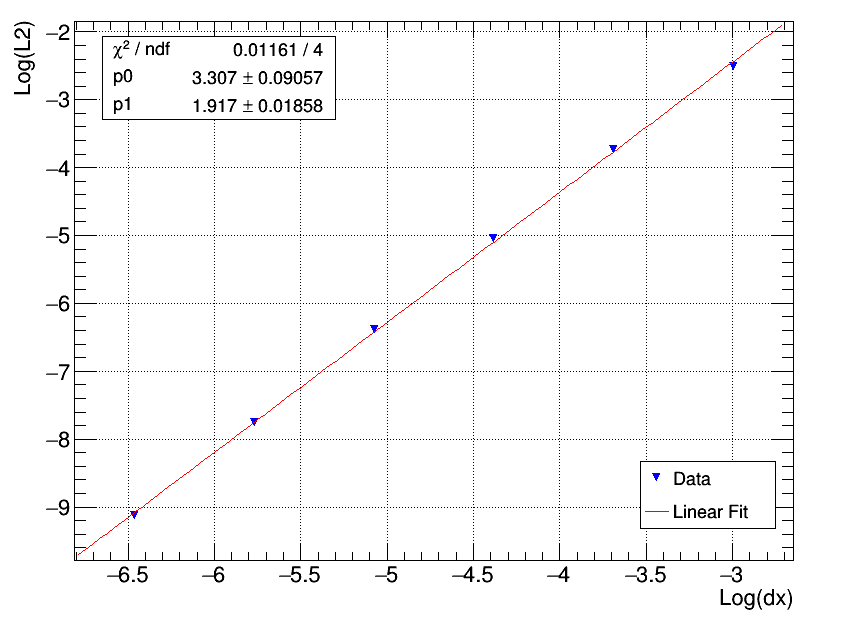 Log(L2)
χ² / ndf 0.01161 / 4
p0 3.307 ± 0.09057
p1 1.917 ± 0.01858
−2
−3
−4
−5
−6
−7
−8
−9
Data
Linear Fit
−6.5 −6 −5.5 −5 −4.5 −4 −3.5 −3
Log(dx)